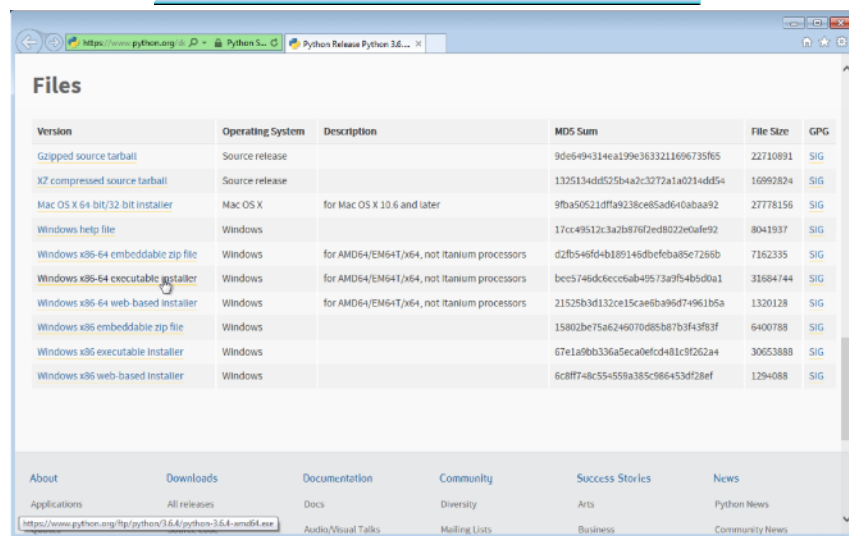 https://www.python.org/d Python S... Python Release Python 3.6....
Files
Version Operating System Description MD5 Sum File Size GPG
Gzipped source tarball Source release 9de6494314ea199e3633211696735f65 22710891 SIG
XZ compressed source tarball Source release 1325134dd525b4a2c3272a1a0214dd54 16992824 SIG
Mac OS X 64-bit/32-bit installer Mac OS X for Mac OS X 10.6 and later 9fba50521dffa9238ce85ad640abaa92 27778156 SIG
Windows help file Windows 17cc49512c3a2b876f2ed8022e0afe92 8041937 SIG
Windows x86-64 embeddable zip file Windows for AMD64/EM64T/x64, not Itanium processors d2fb546fd4b189146dbefeba85e7266b 7162335 SIG
Windows x86-64 executable installer Windows for AMD64/EM64T/x64, not Itanium processors bee5746dc6ece6ab49573a9f54b5d0a1 31684744 SIG
Windows x86-64 web-based installer Windows for AMD64/EM64T/x64, not Itanium processors 21525b3d132ce15cae6ba96d74961b5a 1320128 SIG
Windows x86 embeddable zip file Windows 15802be75a6246070d85b87b3f43f83f 6400788 SIG
Windows x86 executable installer Windows 67e1a9bb336a5eca0efcd481c9f262a4 30653888 SIG
Windows x86 web-based installer Windows 6c8ff748c554559a385c986453df28ef 1294088 SIG
About Downloads Documentation Community Success Stories News
Applications All releases Docs Diversity Arts Python News
https://www.python.org/ftp/python/3.6.4/python-3.6.4-amd64.exe Audio/Visual Talks Mailing Lists Business Community News